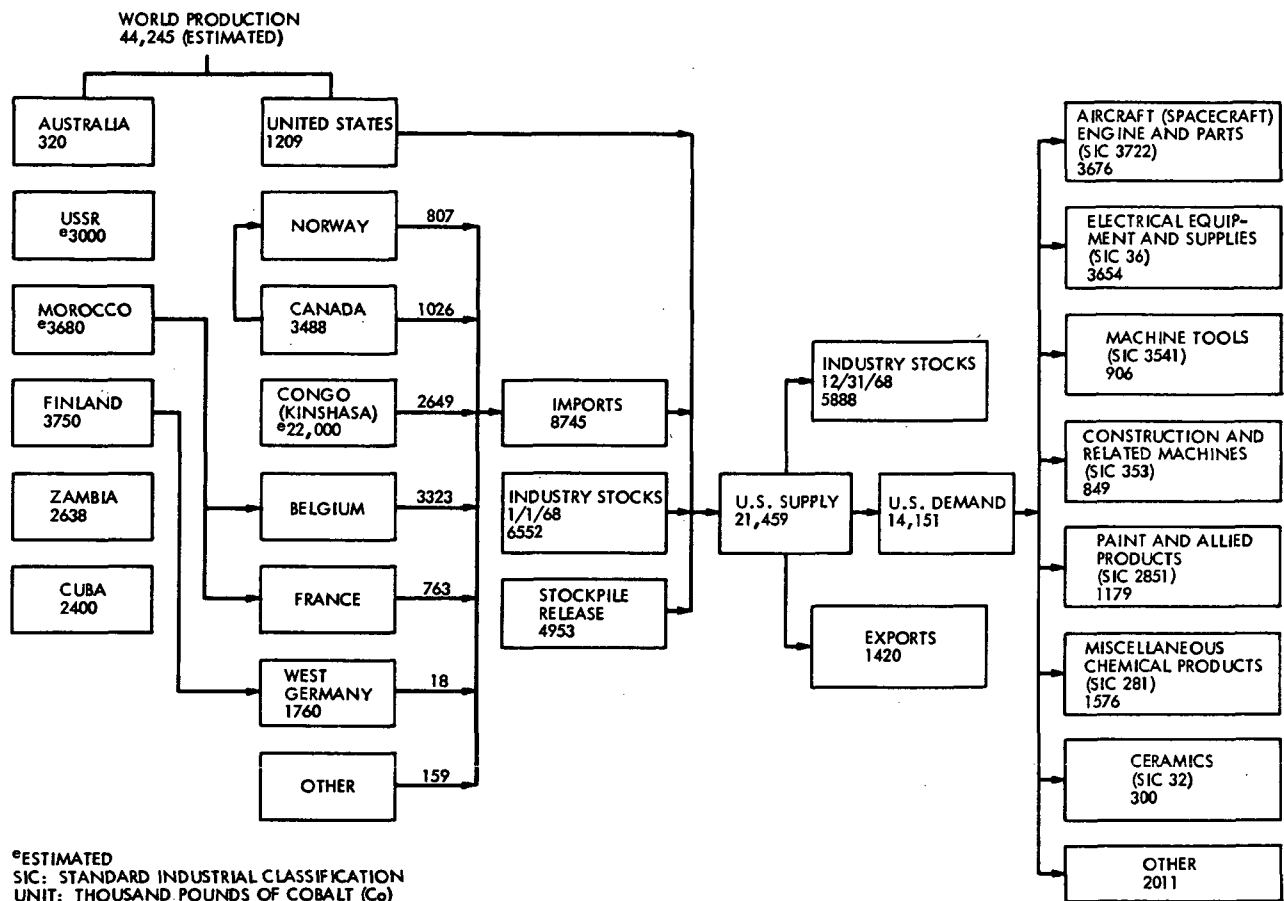 WORLD PRODUCTION
44,245 (ESTIMATED)
AUSTRALIA
320
USSR
e3000
MOROCCO
e3680
FINLAND
3750
ZAMBIA
2638
CUBA
2400
UNITED STATES
1209
NORWAY
807
CANADA
3488
1026
CONGO
(KINSHASA)
e22,000
2649
BELGIUM
3323
FRANCE
763
WEST
GERMANY
1760
18
OTHER
159
IMPORTS
8745
INDUSTRY STOCKS
1/1/68
6552
STOCKPILE
RELEASE
4953
U.S. SUPPLY
21,459
INDUSTRY STOCKS
12/31/68
5888
U.S. DEMAND
14,151
EXPORTS
1420
AIRCRAFT (SPACECRAFT)
ENGINE AND PARTS
(SIC 3722)
3676
ELECTRICAL EQUIP-
MENT AND SUPPLIES
(SIC 36)
3654
MACHINE TOOLS
(SIC 3541)
906
CONSTRUCTION AND
RELATED MACHINES
(SIC 353)
849
PAINT AND ALLIED
PRODUCTS
(SIC 2851)
1179
MISCELLANEOUS
CHEMICAL PRODUCTS
(SIC 281)
1576
CERAMICS
(SIC 32)
300
OTHER
2011
eESTIMATED
SIC: STANDARD INDUSTRIAL CLASSIFICATION
UNIT: THOUSAND POUNDS OF COBALT (Co)